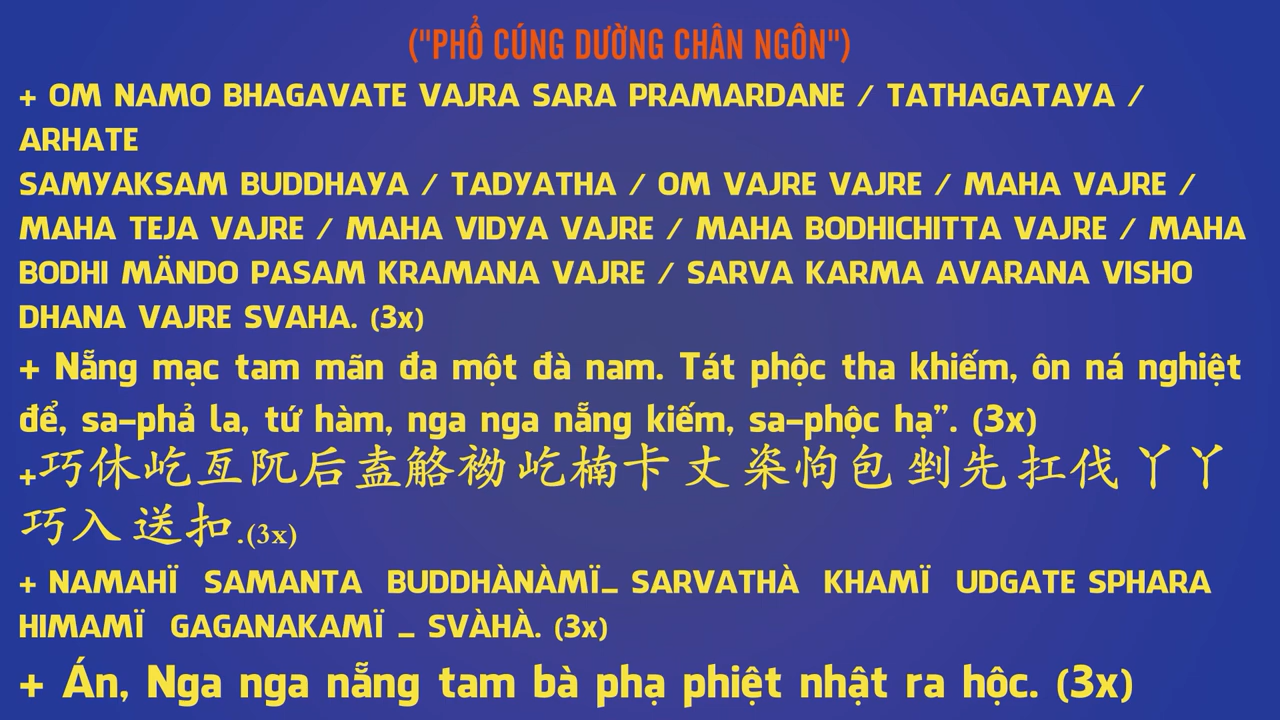 ("PHỔ CÚNG DƯỜNG CHÂN NGÔN")
+ OM NAMO BHAGAVATE VAJRA SARA PRAMARDANE / TATHAGATAYA /
ARHATE
SAMYAKSAM BUDDHAYA / TADYATHA / OM VAJRE VAJRE / MAHA VAJRE /
MAHA TEJA VAJRE / MAHA VIDYA VAJRE / MAHA BODHICHITTA VAJRE / MAHA
BODHI MÄNDO PASAM KRAMANA VAJRE / SARVA KARMA AVARANA VISHO
DHANA VAJRE SVAHA. (3x)
+ Nẵng mạc tam mãn đa một đà nam. Tát phộc tha khiếm, ôn ná nghiệt
để, sa-phả la, tứ hàm, nga nga nẵng kiếm, sa-phộc hạ”. (3x)
+巧休屹亙阢后盍觡袎屹楠卡丈栥怐包剉先扛伐丫丫
巧入送扣.(3x)
+ NAMAHÏ SAMANTA BUDDHÀNÀMÏ_ SARVATHÀ KHAMÏ UDGATE SPHARA
HIMAMÏ GAGANAKAMÏ _ SVÀHÀ. (3x)
+ Án, Nga nga nẵng tam bà phạ phiệt nhật ra hộc. (3x)